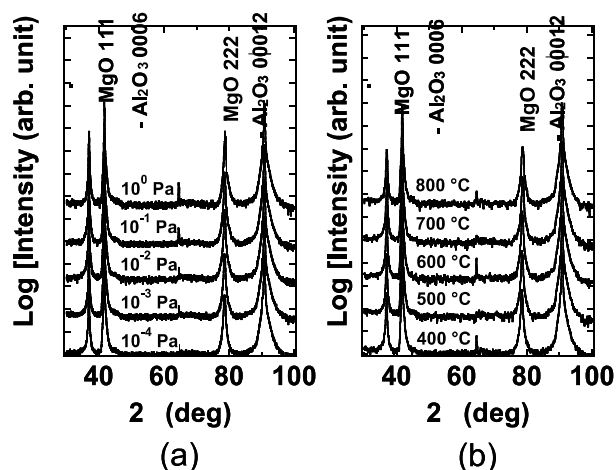 Log [Intensity (arb. unit)
MgO 111
- Al₂O₃ 0006
MgO 222
- Al₂O₃ 00012
10⁰ Pa
10⁻¹ Pa
10⁻² Pa
10⁻³ Pa
10⁻⁴ Pa
40 60 80 100
2 (deg)
(a)
Log [Intensity (arb. unit)
MgO 111
- Al₂O₃ 0006
MgO 222
- Al₂O₃ 00012
800 °C
700 °C
600 °C
500 °C
400 °C
40 60 80 100
2 (deg)
(b)